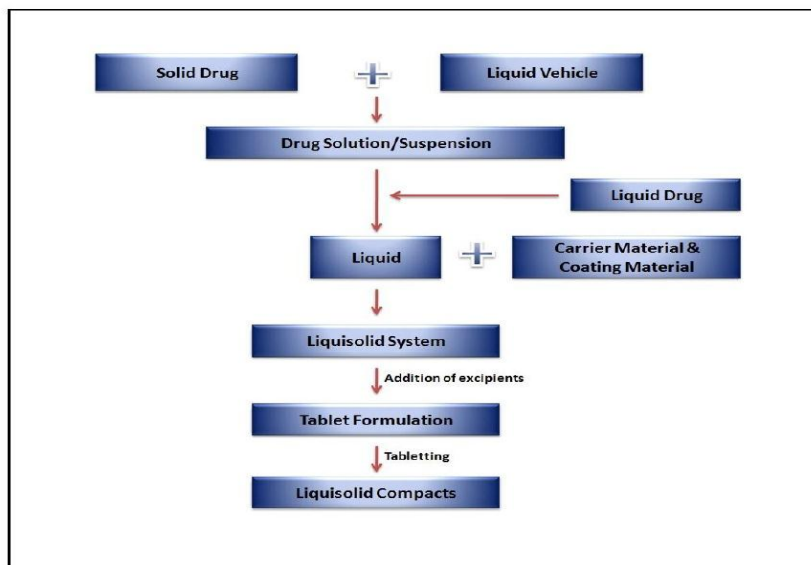 Solid Drug
Liquid Vehicle
Drug Solution/Suspension
Liquid Drug
Liquid
Carrier Material &
Coating Material
Liquisolid System
Addition of excipients
Tablet Formulation
Tabletting
Liquisolid Compacts